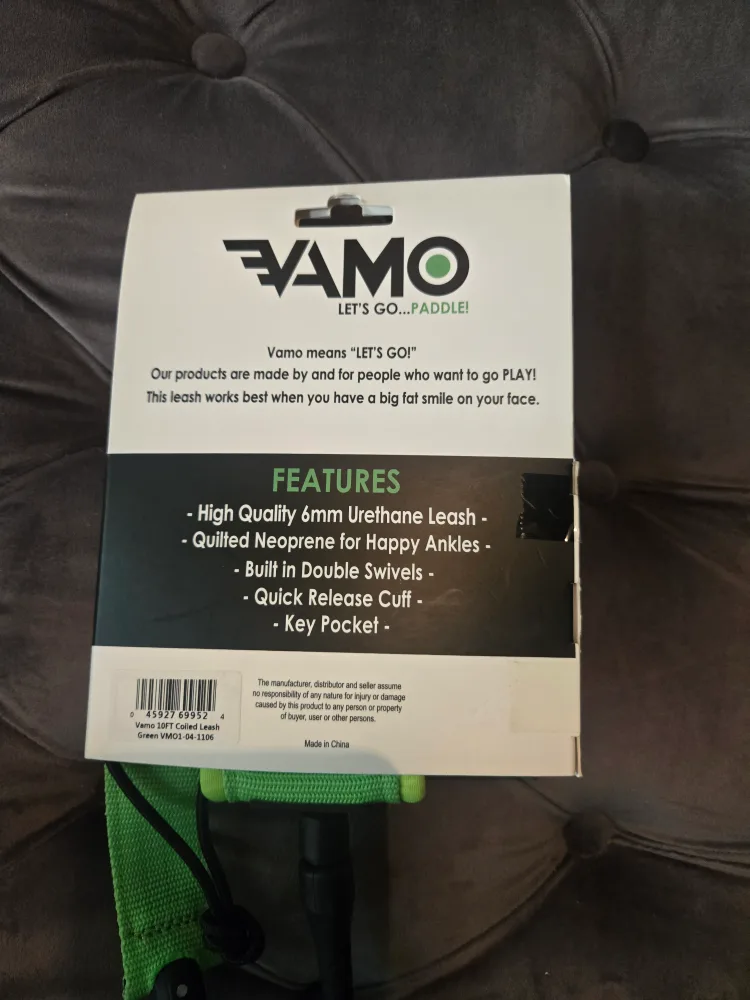 VAMO
LET'S GO...PADDLE!
Vamo means “LET'S GO!”
Our products are made by and for people who want to go PLAY!
This leash works best when you have a big fat smile on your face.
FEATURES
- High Quality 6mm Urethane Leash -
- Quilted Neoprene for Happy Ankles -
- Built in Double Swivels -
- Quick Release Cuff -
- Key Pocket -
0 45927 69952 4
Vamo 10FT Coiled Leash
Green VMO1-04-1106
The manufacturer, distributor and seller assume
no responsibility of any nature for injury or damage
caused by this product to any person or property
of buyer, user or other persons.
Made in China